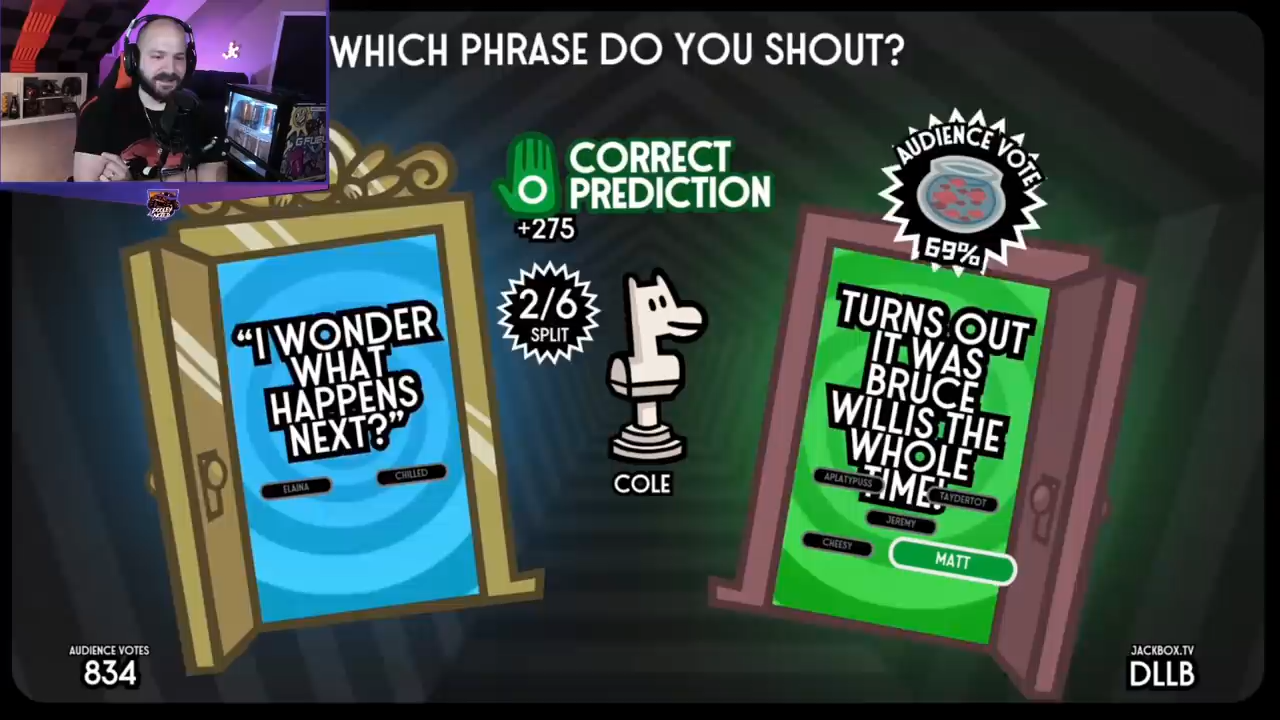 WHICH PHRASE DO YOU SHOUT?
CORRECT
PREDICTION
+275
AUDIENCE VOTE
69%
2/6
SPLIT
COLE
“I WONDER
WHAT
HAPPENS
NEXT?”
ELAINA
CHILLED
TURNS OUT
IT WAS
BRUCE
WILLIS THE
WHOLE
TIME!
APLATYPUSS
TAYDERTOT
JEREMY
CHEESY
MATT
AUDIENCE VOTES
834
JACKBOX.TV
DLLB